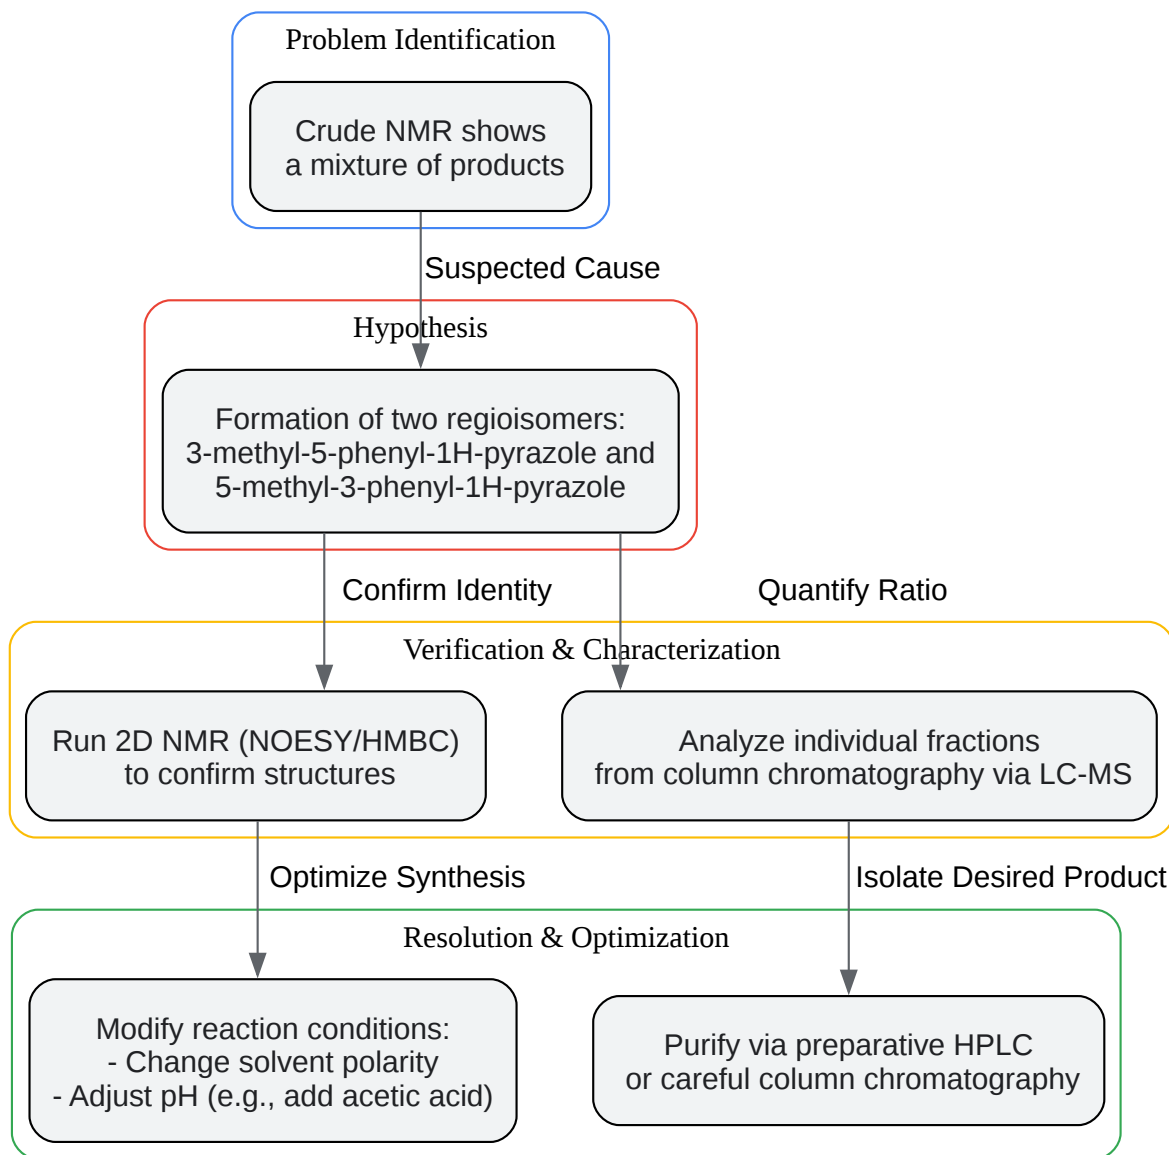 Problem Identification
Crude NMR shows
a mixture of products
Suspected Cause
Hypothesis
Formation of two regioisomers:
3-methyl-5-phenyl-1H-pyrazole and
5-methyl-3-phenyl-1H-pyrazole
Confirm Identity
Quantify Ratio
Verification & Characterization
Run 2D NMR (NOESY/HMBC)
to confirm structures
Analyze individual fractions
from column chromatography via LC-MS
Optimize Synthesis
Isolate Desired Product
Resolution & Optimization
Modify reaction conditions:
- Change solvent polarity
- Adjust pH (e.g., add acetic acid)
Purify via preparative HPLC
or careful column chromatography